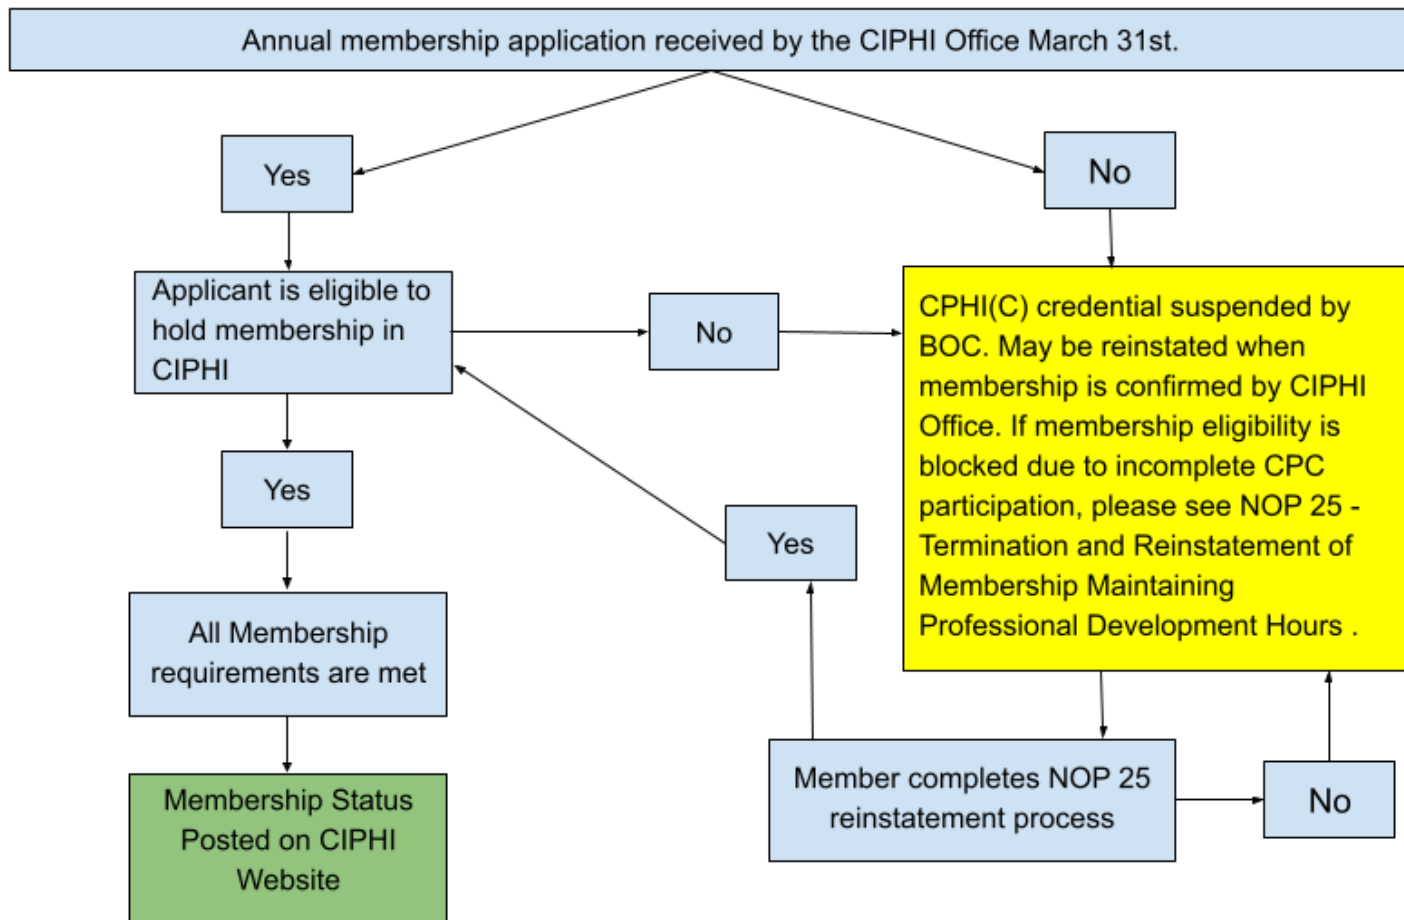 Annual membership application received by the CIPHI Office March 31st.
Yes
No
Applicant is eligible to
hold membership in
CIPHI
No
CPHI(C) credential suspended by
BOC. May be reinstated when
membership is confirmed by CIPHI
Office. If membership eligibility is
blocked due to incomplete CPC
participation, please see NOP 25 -
Termination and Reinstatement of
Membership Maintaining
Professional Development Hours .
Yes
Yes
All Membership
requirements are met
Member completes NOP 25
reinstatement process
No
Membership Status
Posted on CIPHI
Website